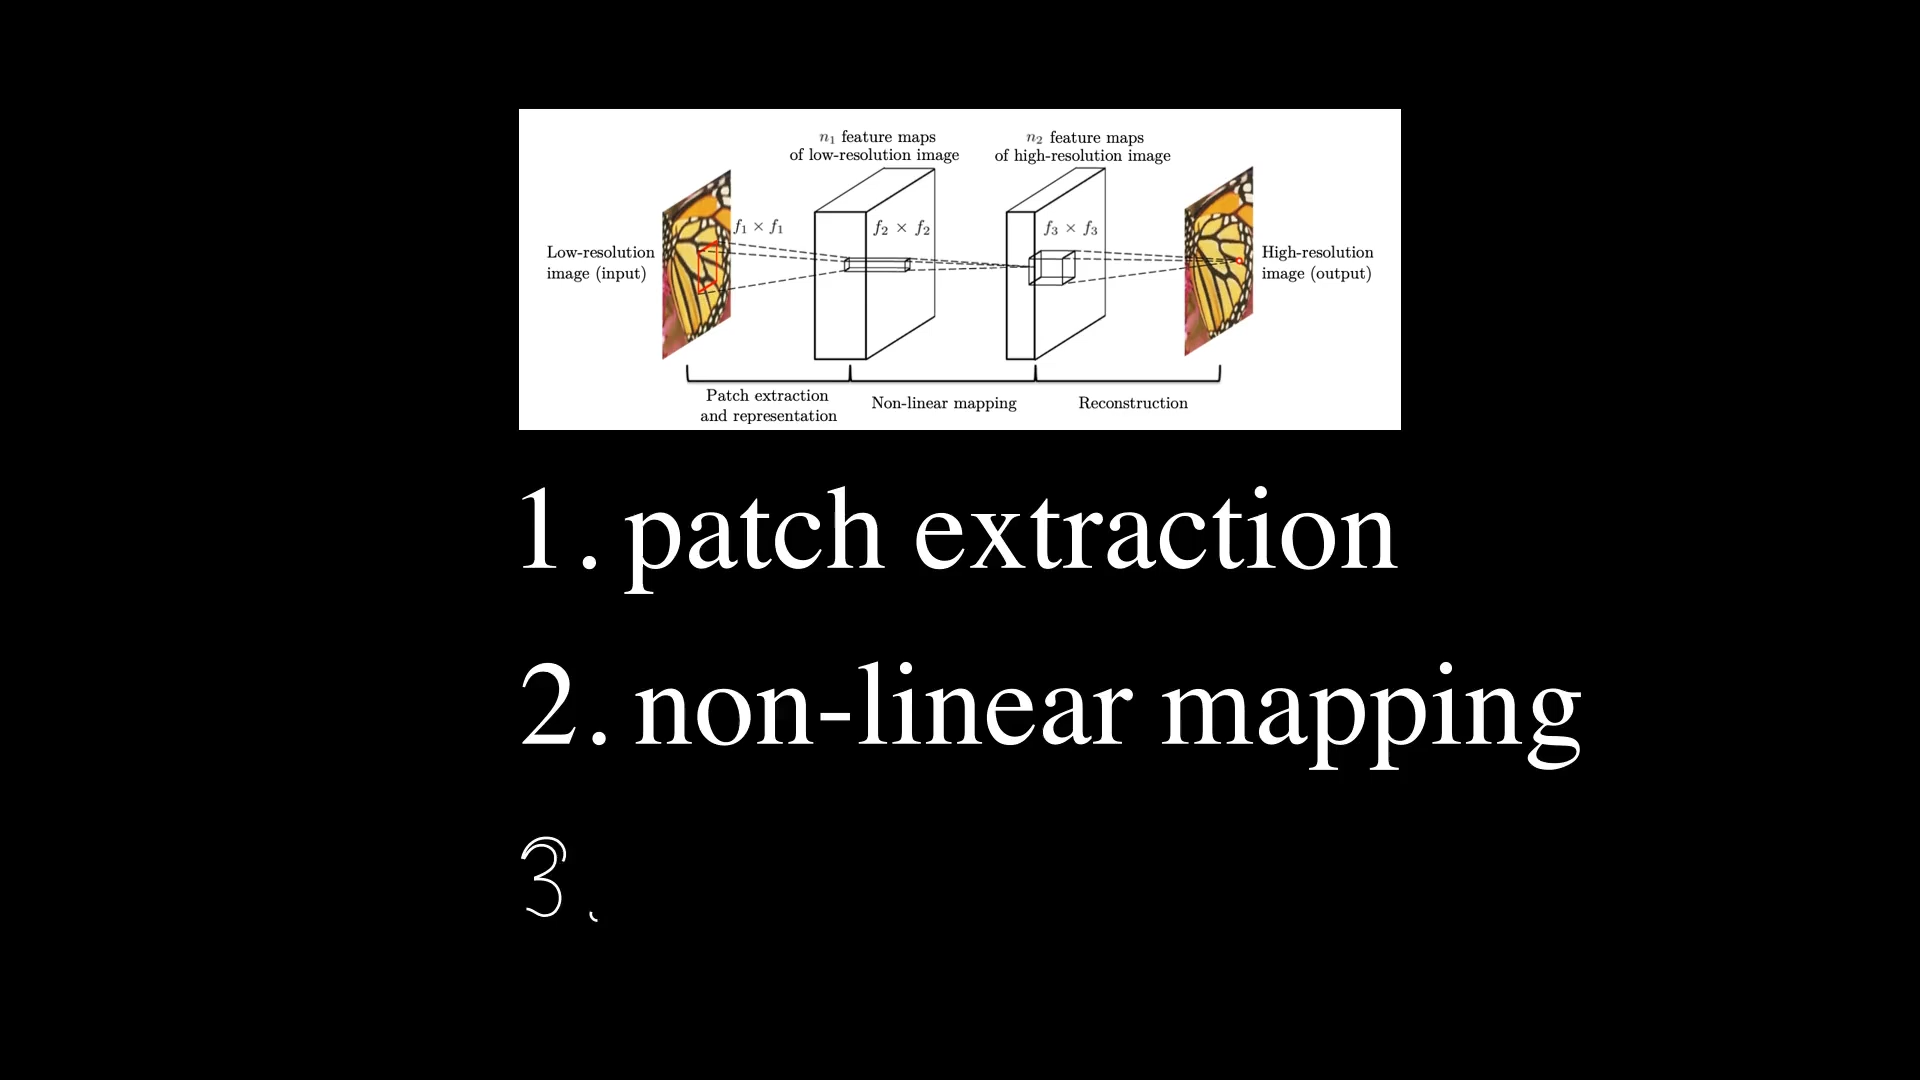 n₁ feature maps
of low-resolution image
n₂ feature maps
of high-resolution image
f₁ × f₁
f₂ × f₂
f₃ × f₃
Low-resolution
image (input)
High-resolution
image (output)
Patch extraction
and representation
Non-linear mapping
Reconstruction
1. patch extraction
2. non-linear mapping
3.